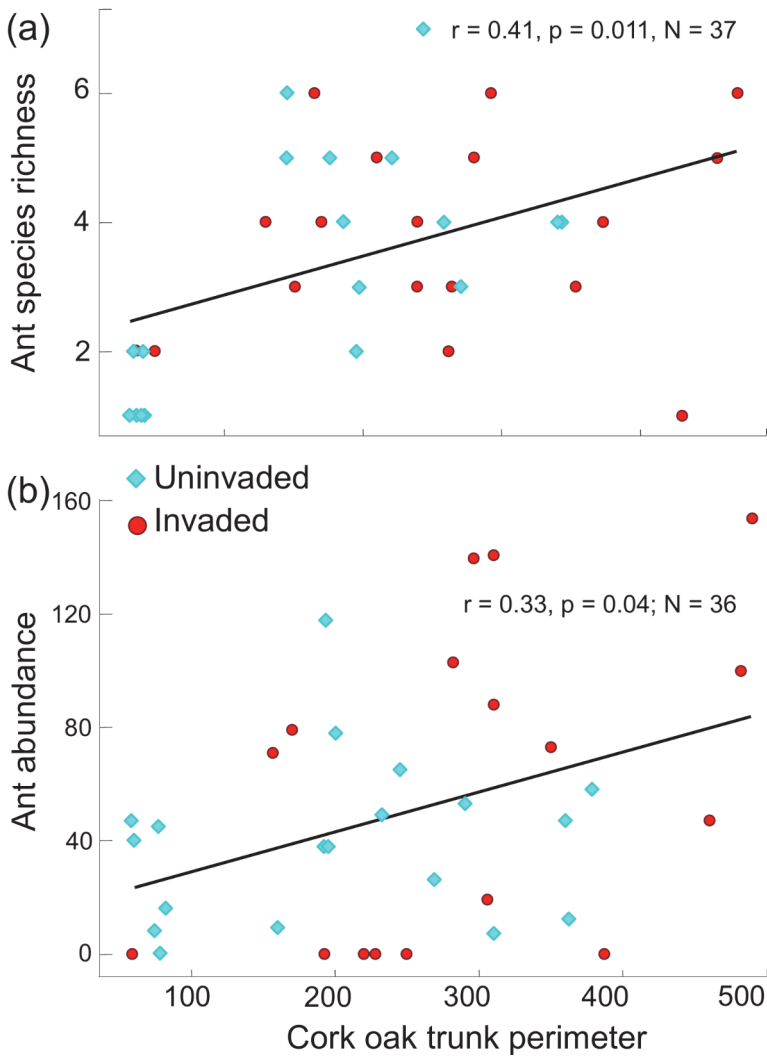 (a)
r = 0.41, p = 0.011, N = 37
Ant species richness
6
4
2
(b)
Uninvaded
Invaded
r = 0.33, p = 0.04; N = 36
Ant abundance
160
120
80
40
0
100 200 300 400 500
Cork oak trunk perimeter